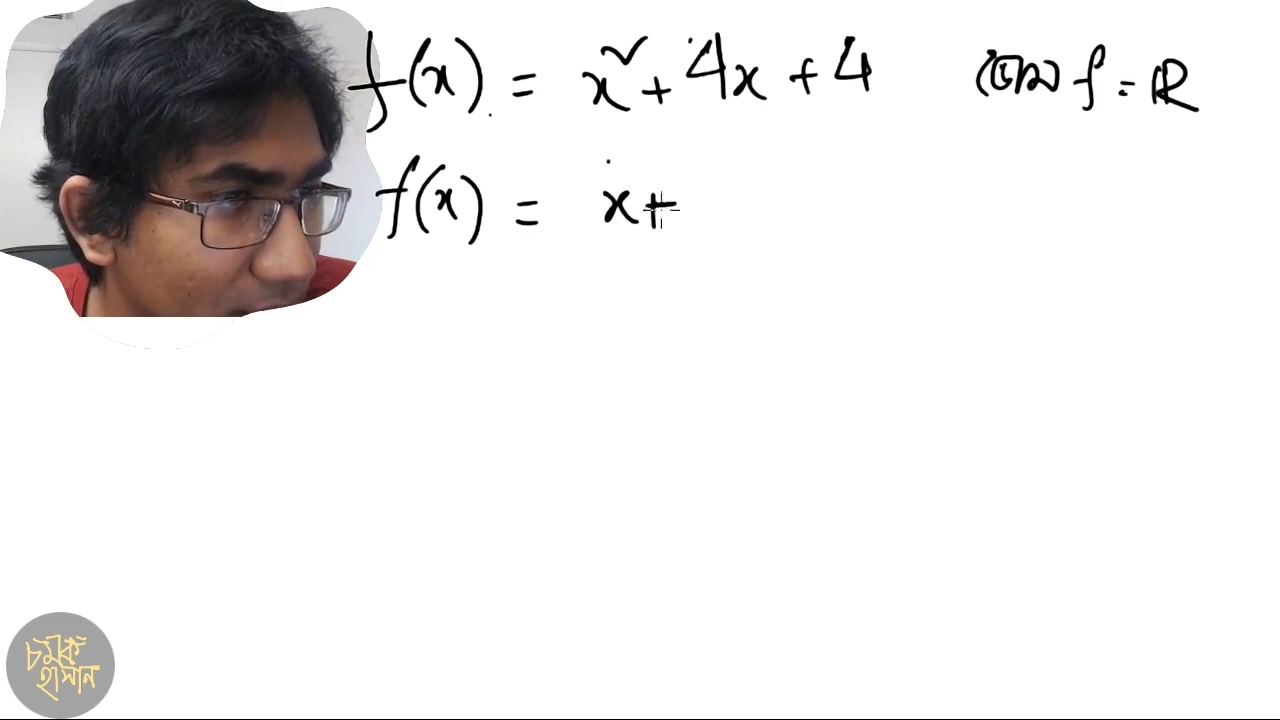 f(x) = x² + 4x + 4 ডোম f = ℝ
f(x) = x +
চমক
হাসান